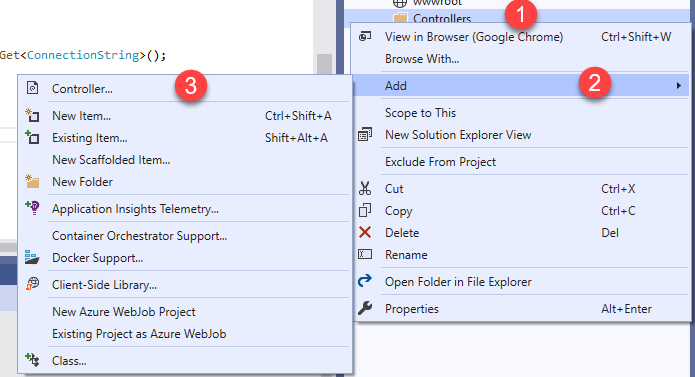 wwwroot
Controllers
1
Get<ConnectionString>();
View in Browser (Google Chrome) Ctrl+Shift+W
Browse With...
Add
2
Scope to This
New Solution Explorer View
Exclude From Project
Cut Ctrl+X
Copy Ctrl+C
Delete Del
Rename
Open Folder in File Explorer
Properties Alt+Enter
Controller...
3
New Item... Ctrl+Shift+A
Existing Item... Shift+Alt+A
New Scaffolded Item...
New Folder
Application Insights Telemetry...
Container Orchestrator Support...
Docker Support...
Client-Side Library...
New Azure WebJob Project
Existing Project as Azure WebJob
Class...